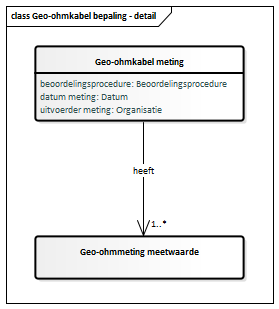 class Geo-ohmkabel bepaling - detail
Geo-ohmkabel meting
beoordelingsprocedure: Beoordelingsprocedure
datum meting: Datum
uitvoerder meting: Organisatie
heeft
1..*
Geo-ohmmeting meetwaarde